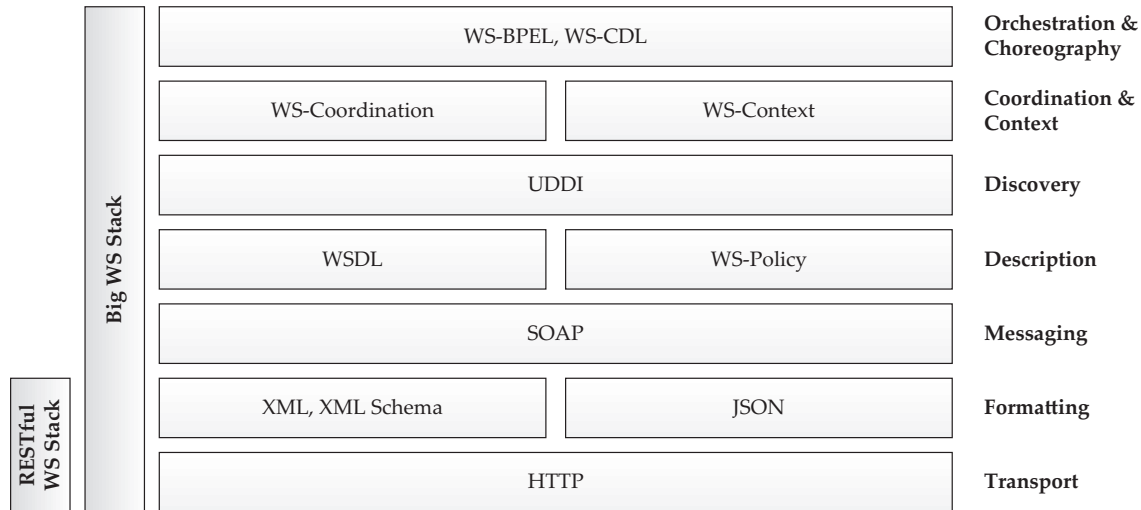 WS-BPEL, WS-CDL
Orchestration &
Choreography
WS-Coordination
WS-Context
Coordination &
Context
UDDI
Discovery
WSDL
WS-Policy
Description
SOAP
Messaging
XML, XML Schema
JSON
Formatting
HTTP
Transport
Big WS Stack
RESTful
WS Stack